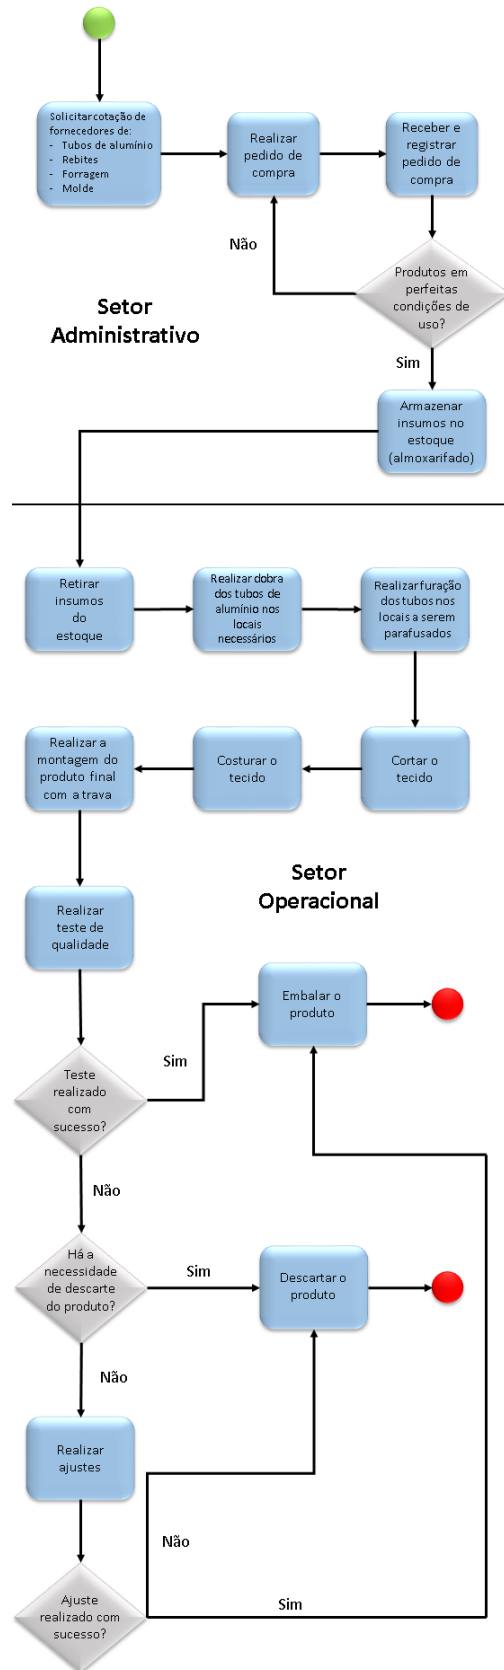 Solicitar cotação de
fornecedores de:
- Tubos de alumínio
- Rebites
- Forragem
- Molde
Realizar
pedido de
compra
Receber e
registrar
pedido de
compra
Não
Produtos em
perfeitas
condições de
uso?
Setor
Administrativo
Sim
Armazenar
insumos no
estoque
(almoxarifado)
Retirar
insumos
do
estoque
Realizar dobra
dos tubos de
alumínio nos
locais
necessários
Realizar furação
dos tubos nos
locais a serem
parafusados
Realizar a
montagem do
produto final
com a trava
Costurar o
tecido
Cortar o
tecido
Setor
Operacional
Realizar
teste de
qualidade
Embalar o
produto
Sim
Teste
realizado
com
sucesso?
Não
Há a
necessidade
de descarte
do produto?
Sim
Descartar o
produto
Não
Realizar
ajustes
Não
Ajuste
realizado com
sucesso?
Sim